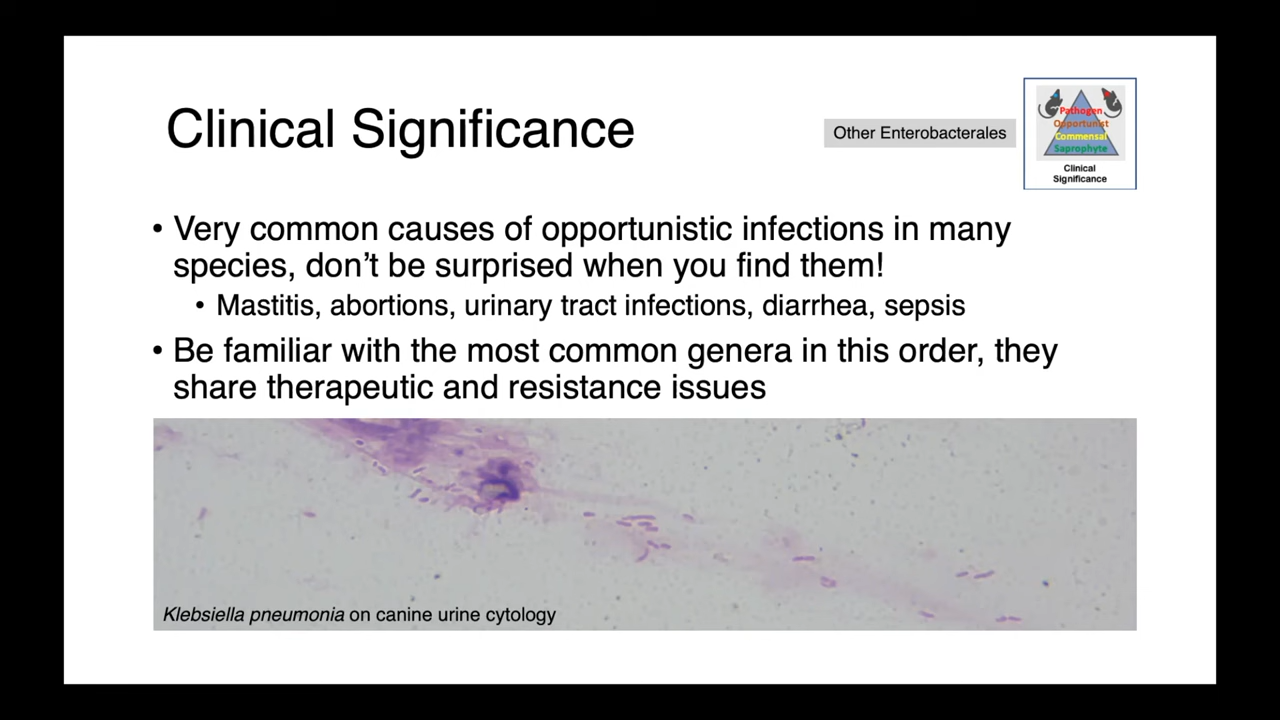 Clinical Significance
Other Enterobacterales
Pathogen
Opportunist
Commensal
Saprophyte
Clinical
Significance
• Very common causes of opportunistic infections in many
species, don’t be surprised when you find them!
• Mastitis, abortions, urinary tract infections, diarrhea, sepsis
• Be familiar with the most common genera in this order, they
share therapeutic and resistance issues
Klebsiella pneumonia on canine urine cytology